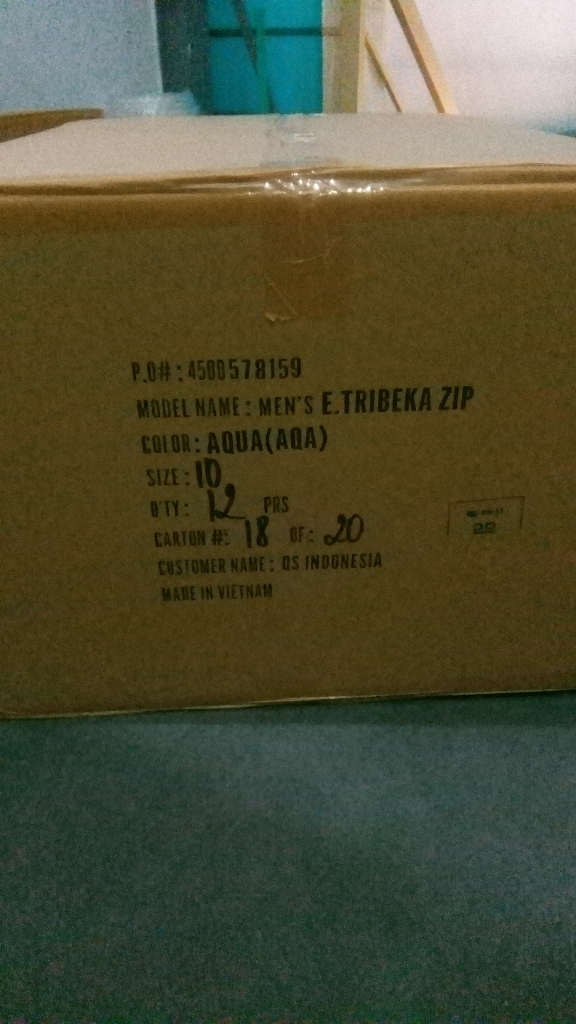 P.O# : 4500578159
MODEL NAME : MEN'S E.TRIBEKA ZIP
COLOR : AQUA(AQA)
SIZE : 10
Q'TY : 12 PRS
CARTON #: 18 OF : 20
CUSTOMER NAME : QS INDONESIA
MADE IN VIETNAM